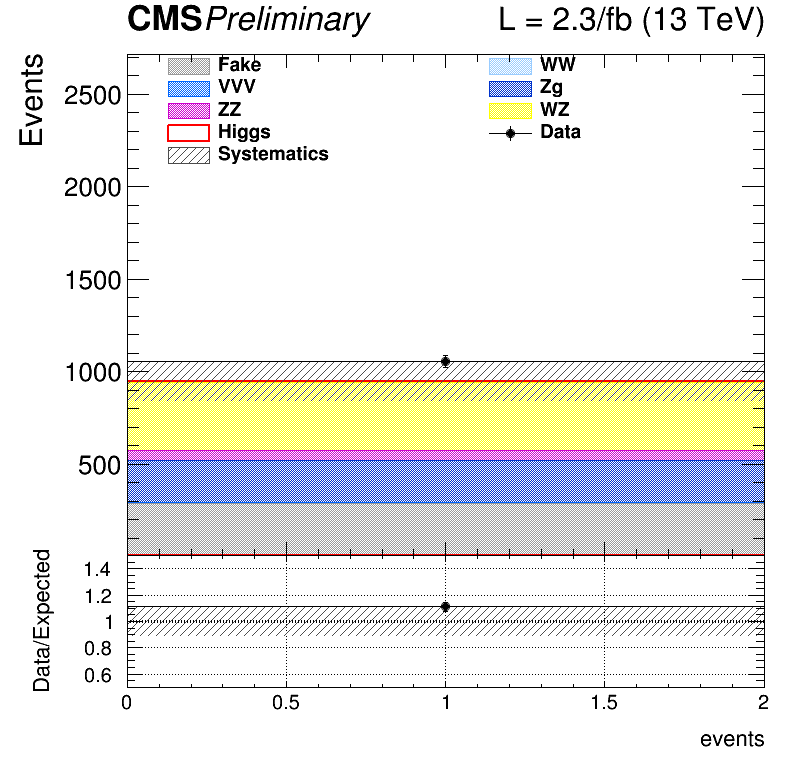 CMS Preliminary L = 2.3/fb (13 TeV)
Events
2500
2000
1500
1000
500
Fake
VVV
ZZ
Higgs
Systematics
WW
Zg
WZ
Data
Data/Expected
1.4
1.2
1
0.8
0.6
0 0.5 1 1.5 2
events